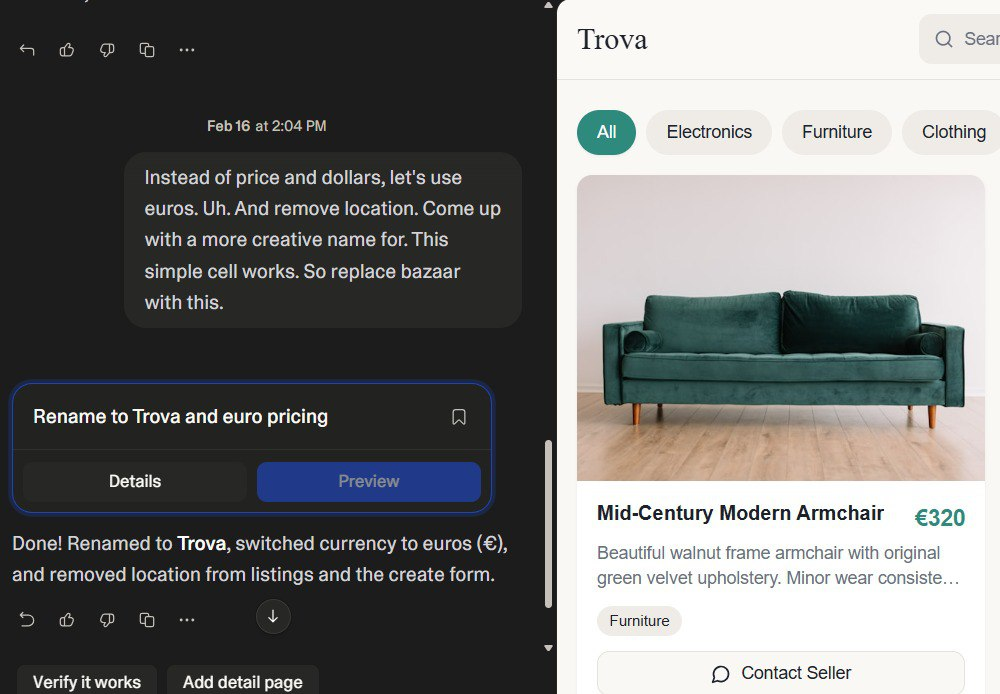 Feb 16 at 2:04 PM
Instead of price and dollars, let's use
euros. Uh. And remove location. Come up
with a more creative name for. This
simple cell works. So replace bazaar
with this.
Rename to Trova and euro pricing
Details
Preview
Done! Renamed to Trova, switched currency to euros (€),
and removed location from listings and the create form.
Verify it works
Add detail page
Trova
Sear
All
Electronics
Furniture
Clothing
Mid-Century Modern Armchair
€320
Beautiful walnut frame armchair with original
green velvet upholstery. Minor wear consiste…
Furniture
Contact Seller